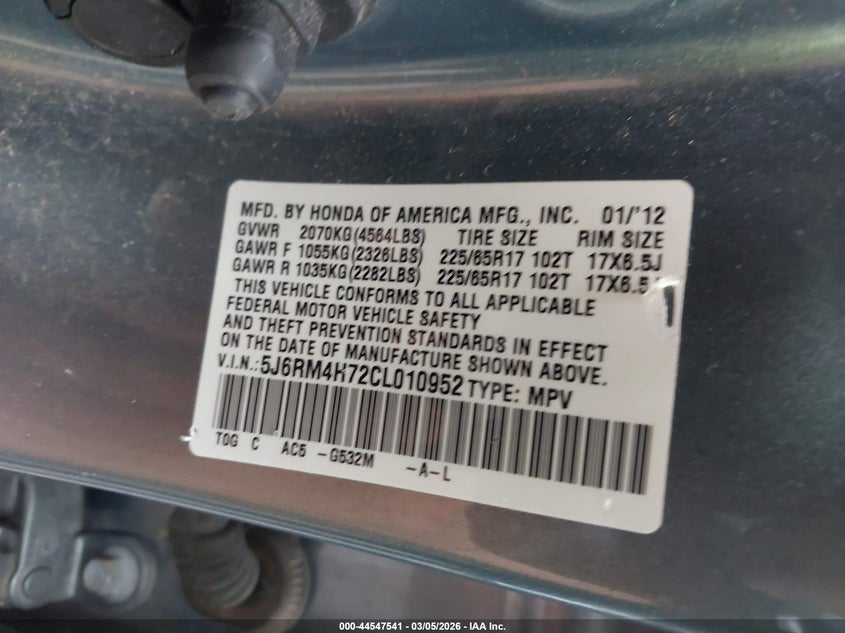 MFD. BY HONDA OF AMERICA MFG., INC. 01/'12
GVWR 2070KG(4564LBS) TIRE SIZE RIM SIZE
GAWR F 1055KG(2326LBS) 225/65R17 102T 17X6.5J
GAWR R 1035KG(2282LBS) 225/65R17 102T 17X6.5J
THIS VEHICLE CONFORMS TO ALL APPLICABLE
FEDERAL MOTOR VEHICLE SAFETY
AND THEFT PREVENTION STANDARDS IN EFFECT
ON THE DATE OF MANUFACTURE SHOWN ABOVE.
V.I.N.:5J6RM4H72CL010952 TYPE: MPV
TOG C AC5 -G532M -A-L
000-44547541 - 03/05/2026 - IAA Inc.